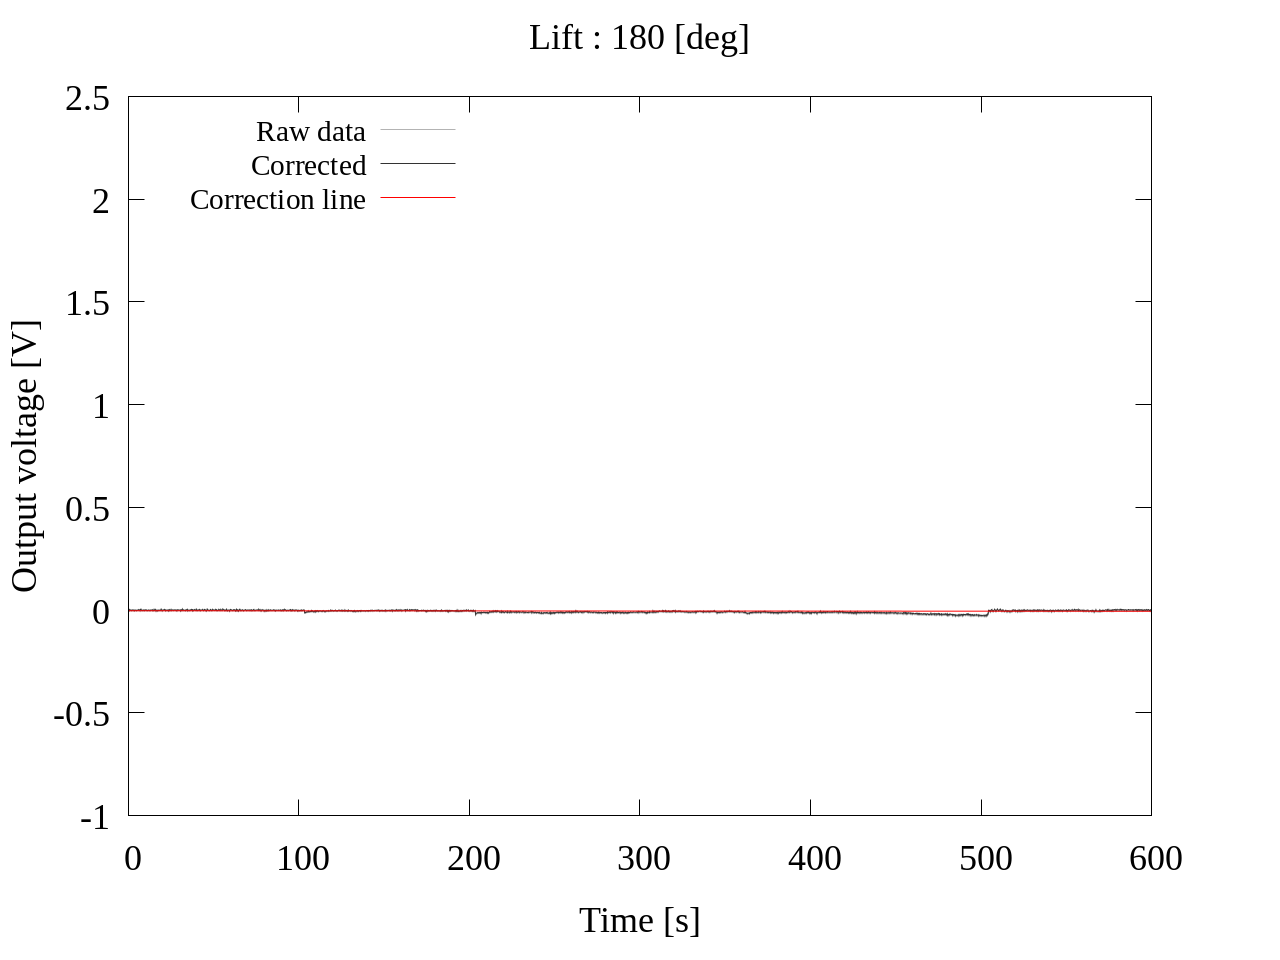 Lift : 180 [deg]
2.5
2
1.5
1
0.5
0
-0.5
-1
Output voltage [V]
Raw data
Corrected
Correction line
0 100 200 300 400 500 600
Time [s]